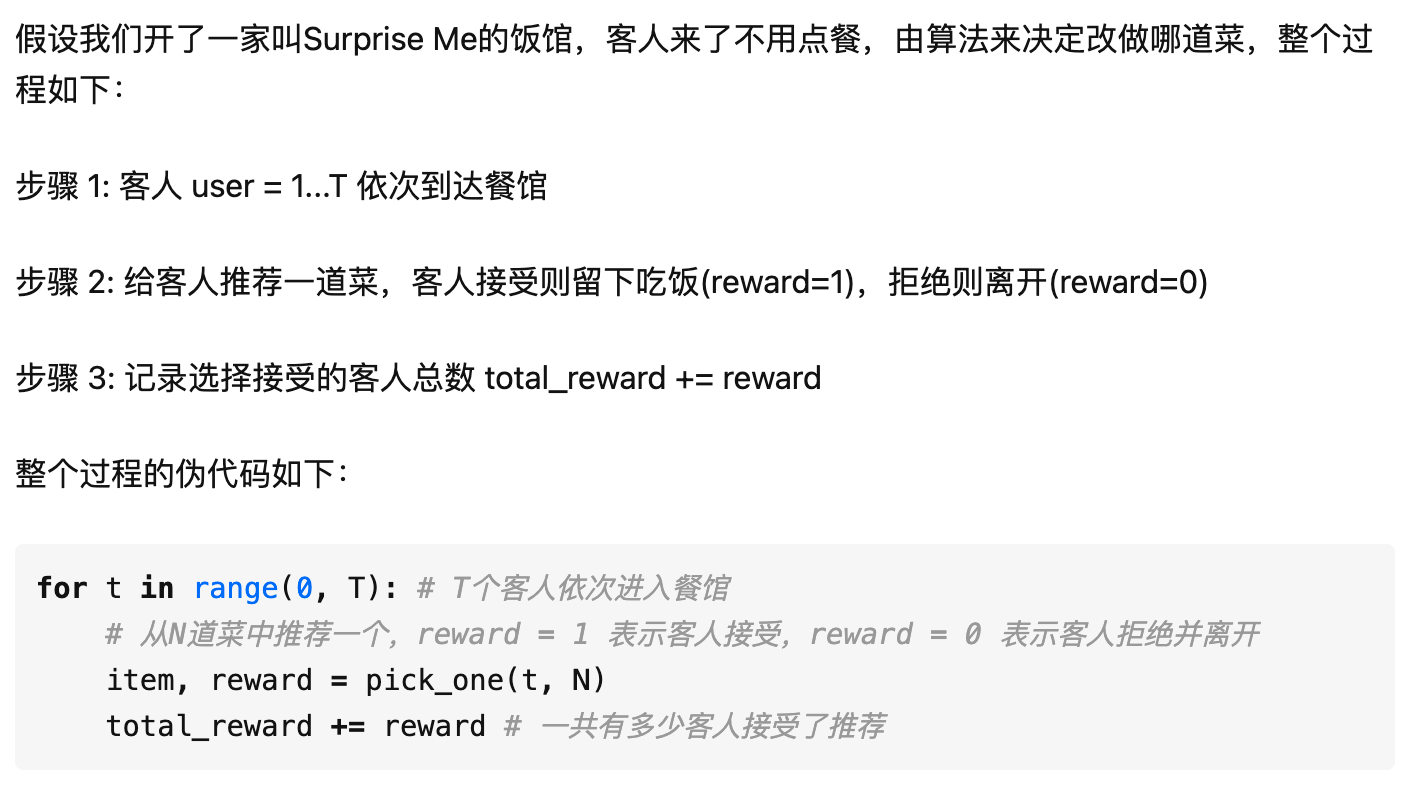 假设我们开了一家叫Surprise Me的饭馆，客人来了不用点餐，由算法来决定改做哪道菜，整个过
程如下：
步骤 1: 客人 user = 1...T 依次到达餐馆
步骤 2: 给客人推荐一道菜，客人接受则留下吃饭(reward=1)，拒绝则离开(reward=0)
步骤 3: 记录选择接受的客人总数 total_reward += reward
整个过程的伪代码如下：
for t in range(0, T): # T个客人依次进入餐馆
    # 从N道菜中推荐一个，reward = 1 表示客人接受，reward = 0 表示客人拒绝并离开
    item, reward = pick_one(t, N)
    total_reward += reward # 一共有多少客人接受了推荐